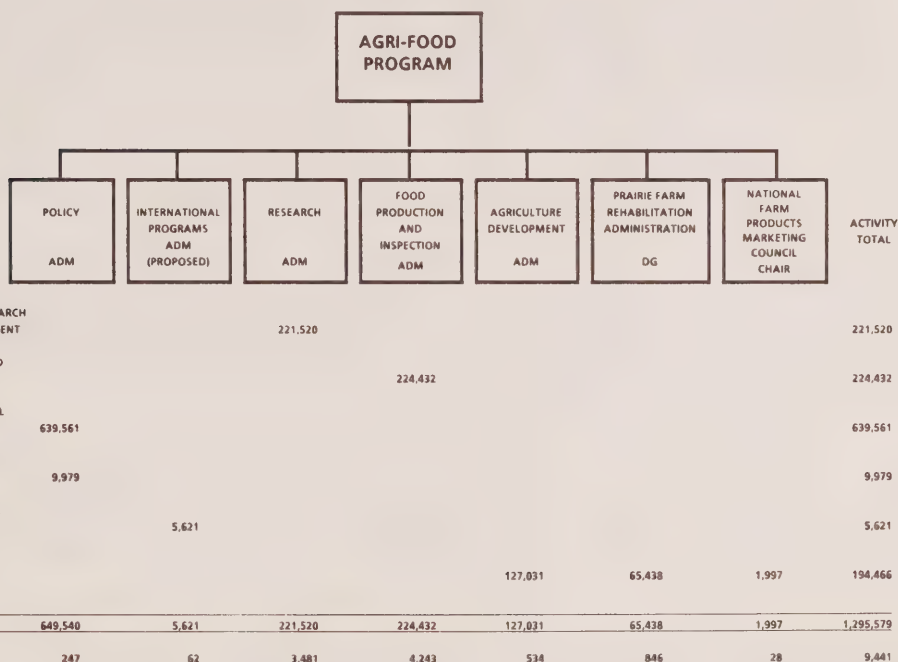 AGRI-FOOD
PROGRAM
POLICY
ADM
INTERNATIONAL
PROGRAMS
ADM
(PROPOSED)
RESEARCH
ADM
FOOD
PRODUCTION
AND
INSPECTION
ADM
AGRICULTURE
DEVELOPMENT
ADM
PRAIRIE FARM
REHABILITATION
ADMINISTRATION
DG
NATIONAL
FARM
PRODUCTS
MARKETING
COUNCIL
CHAIR
ACTIVITY
TOTAL
221,520 221,520
224,432 224,432
639,561 639,561
9,979 9,979
5,621 5,621
127,031 65,438 1,997 194,466
649,540 5,621 221,520 224,432 127,031 65,438 1,997 1,295,579
247 62 3,481 4,243 534 846 28 9,441